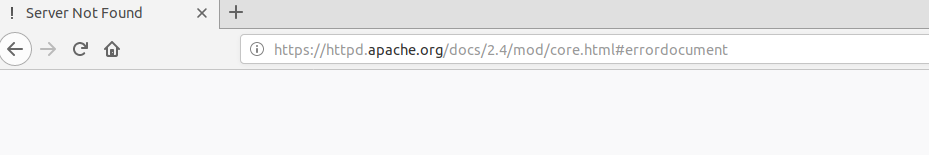 ! Server Not Found
https://httpd.apache.org/docs/2.4/mod/core.html#errordocument